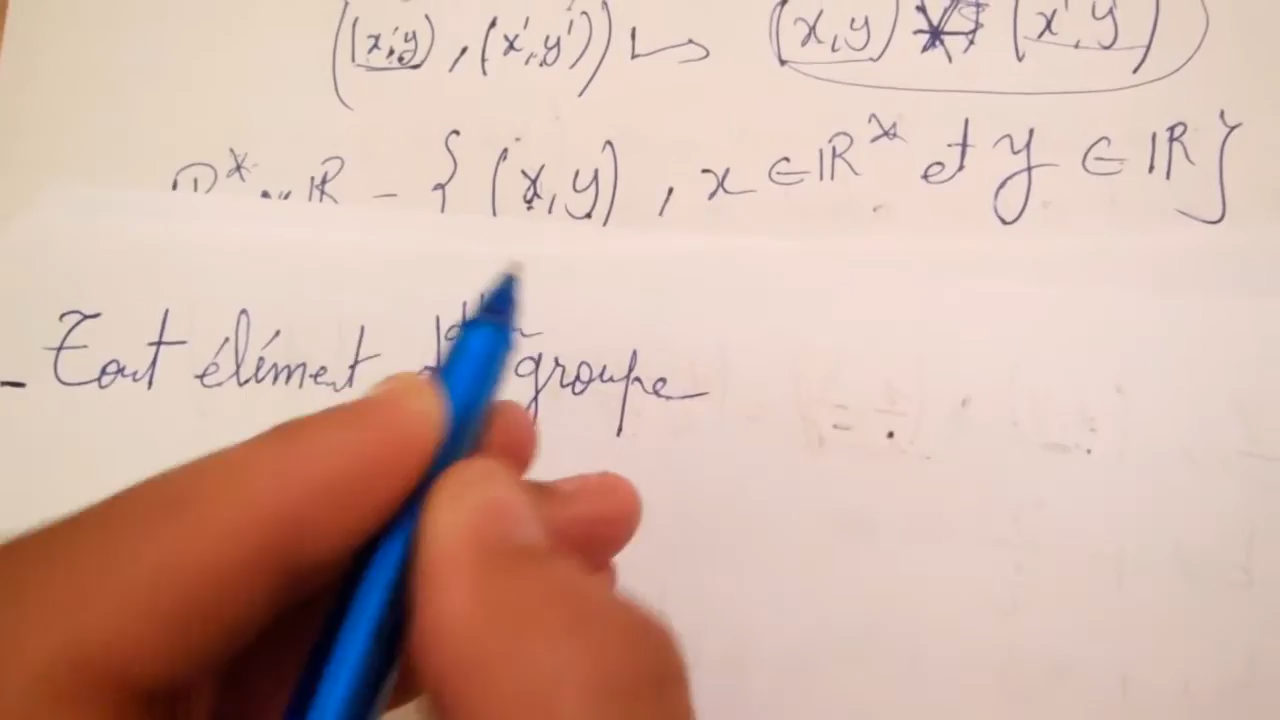 ((x,y), (x',y')) ↦ (x,y) * (x',y')
ℝ* × ℝ = { (x,y), x ∈ ℝ* et y ∈ ℝ }
- Tout élément groupe